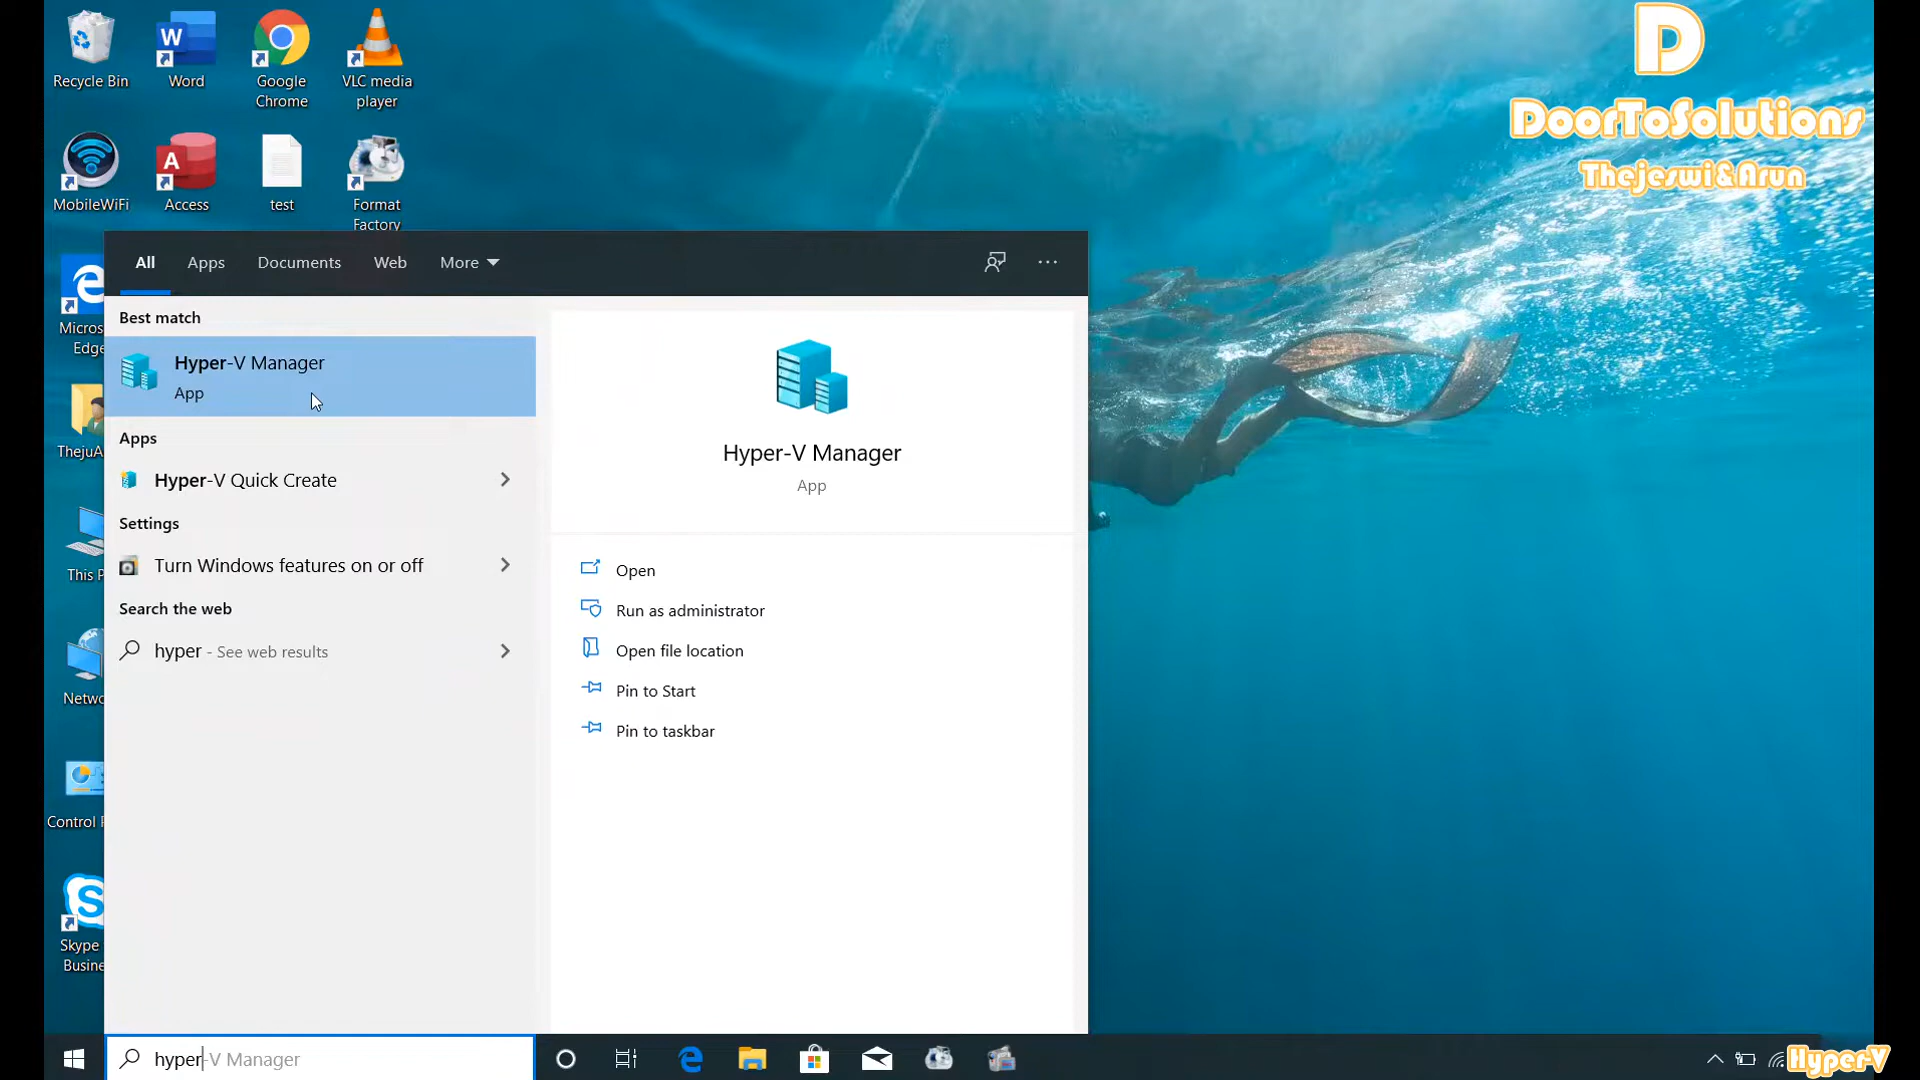 Recycle Bin
Word
Google
Chrome
VLC media
player
MobileWiFi
Access
test
Format
Factory
D
DoorToSolutions
Thejeswi&Arun
All
Apps
Documents
Web
More
Best match
Hyper-V Manager
App
Apps
Hyper-V Quick Create
Settings
Turn Windows features on or off
Search the web
hyper - See web results
Hyper-V Manager
App
Open
Run as administrator
Open file location
Pin to Start
Pin to taskbar
Micros
Edge
ThejuA
This P
Netwo
Control P
Skype
Busine
hyper-V Manager
Hyper-V